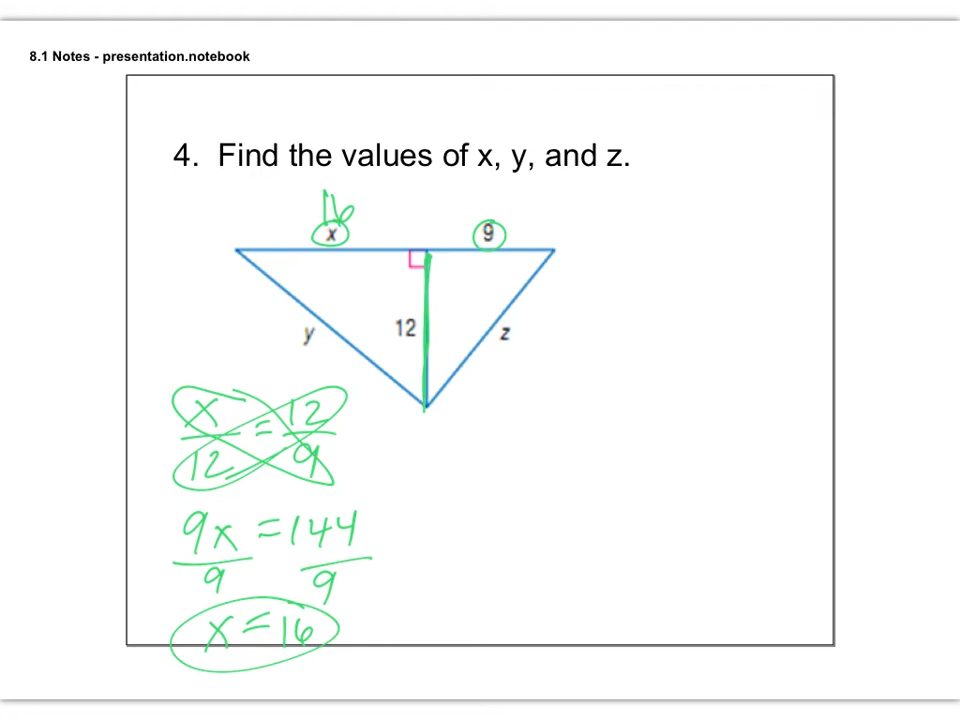 8.1 Notes - presentation.notebook
4. Find the values of x, y, and z.
16
x 9
y 12 z
x/12 = 12/9
9x = 144
9 9
x = 16